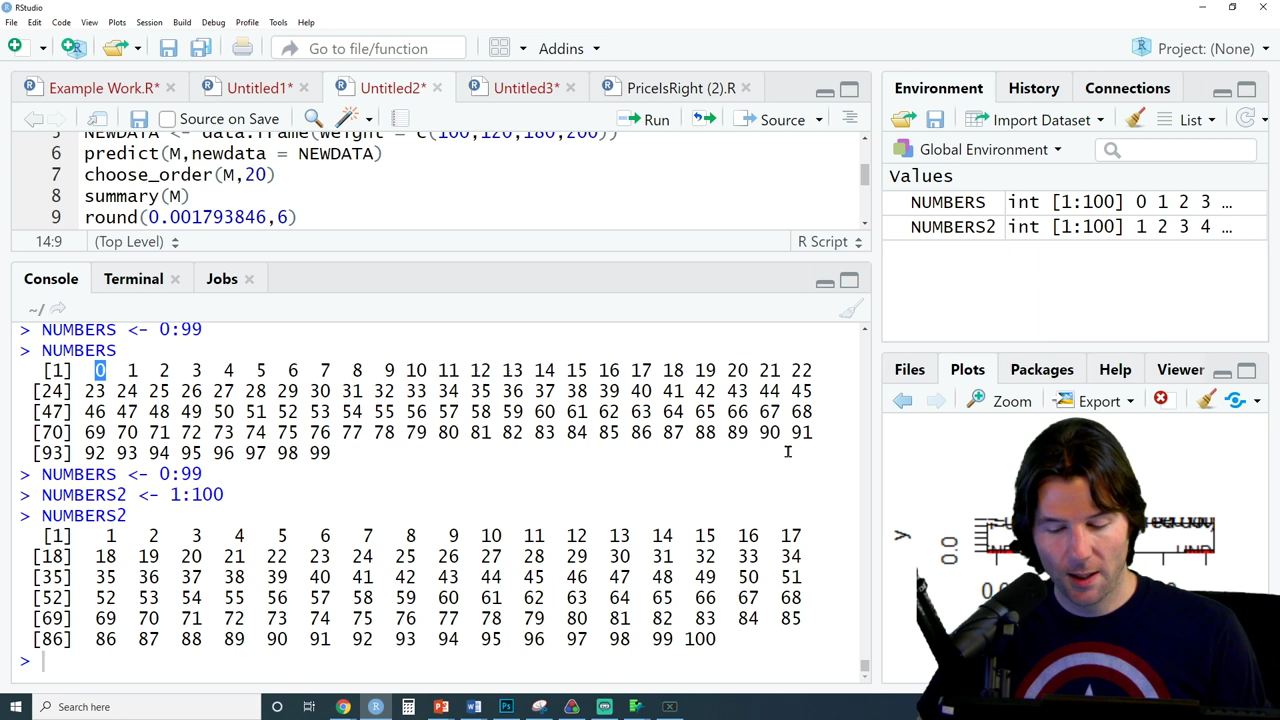 RStudio
File Edit Code View Plots Session Build Debug Profile Tools Help
Go to file/function Addins Project: (None)
Example Work.R* Untitled1* Untitled2* Untitled3* PriceIsRight (2).R
Source on Save Run Source
5 NEWDATA <- data.frame(weight = c(100,120,180,200))
6 predict(M,newdata = NEWDATA)
7 choose_order(M,20)
8 summary(M)
9 round(0.001793846,6)
14:9 (Top Level) R Script
Console Terminal Jobs
~/
> NUMBERS <- 0:99
> NUMBERS
[1] 0 1 2 3 4 5 6 7 8 9 10 11 12 13 14 15 16 17 18 19 20 21 22
[24] 23 24 25 26 27 28 29 30 31 32 33 34 35 36 37 38 39 40 41 42 43 44 45
[47] 46 47 48 49 50 51 52 53 54 55 56 57 58 59 60 61 62 63 64 65 66 67 68
[70] 69 70 71 72 73 74 75 76 77 78 79 80 81 82 83 84 85 86 87 88 89 90 91
[93] 92 93 94 95 96 97 98 99
> NUMBERS <- 0:99
> NUMBERS2 <- 1:100
> NUMBERS2
[1] 1 2 3 4 5 6 7 8 9 10 11 12 13 14 15 16 17
[18] 18 19 20 21 22 23 24 25 26 27 28 29 30 31 32 33 34
[35] 35 36 37 38 39 40 41 42 43 44 45 46 47 48 49 50 51
[52] 52 53 54 55 56 57 58 59 60 61 62 63 64 65 66 67 68
[69] 69 70 71 72 73 74 75 76 77 78 79 80 81 82 83 84 85
[86] 86 87 88 89 90 91 92 93 94 95 96 97 98 99 100
>
Environment History Connections
Import Dataset List
Global Environment
Values
NUMBERS int [1:100] 0 1 2 3 …
NUMBERS2 int [1:100] 1 2 3 4 …
Files Plots Packages Help Viewer
Zoom Export
y
0.0
Search here